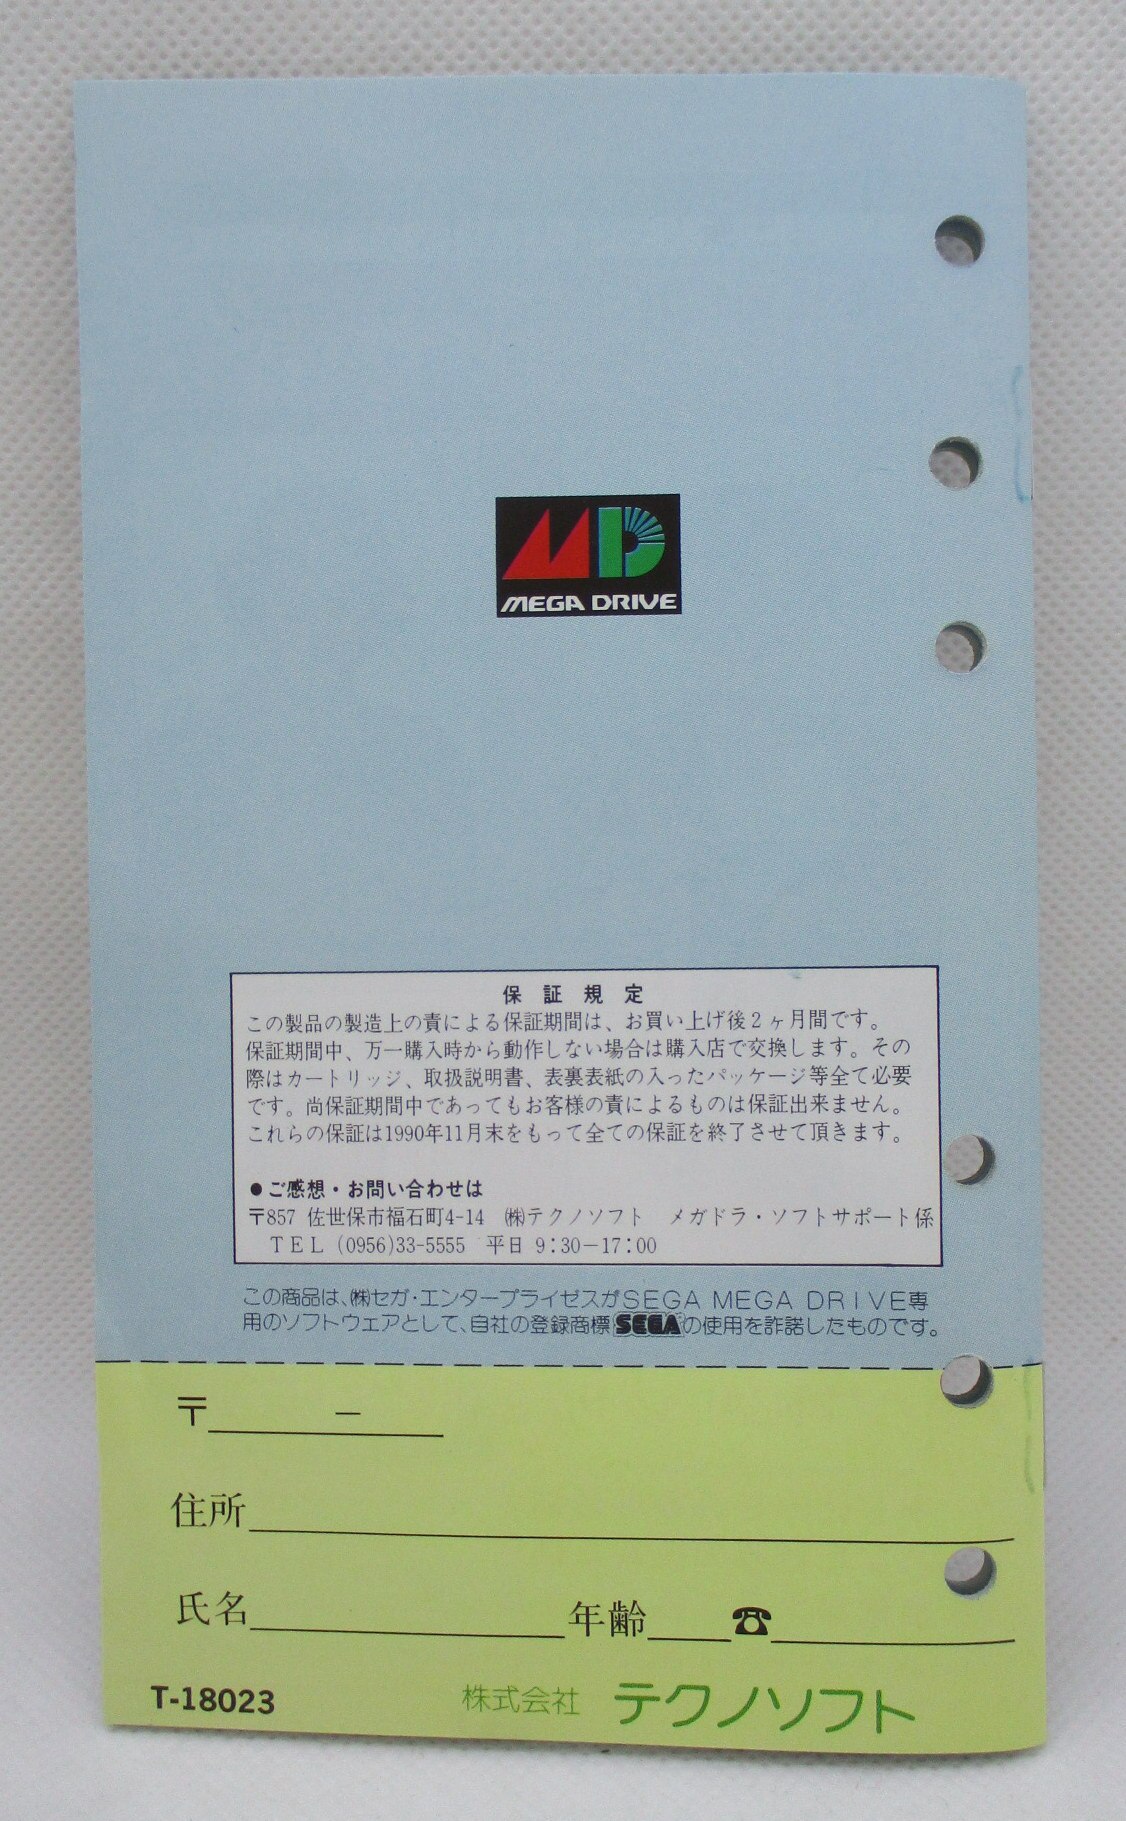 MD
MEGA DRIVE
保証規定
この製品の製造上の責による保証期間は、お買い上げ後2ヶ月間です。
保証期間中、万一購入時から動作しない場合は購入店で交換します。その
際はカートリッジ、取扱説明書、表裏表紙の入ったパッケージ等全て必要
です。尚保証期間中であってもお客様の責によるものは保証出来ません。
これらの保証は1990年11月末をもって全ての保証を終了させて頂きます。
●ご感想・お問い合わせは
〒857 佐世保市福石町4-14 ㈱テクノソフト メガドラ・ソフトサポート係
TEL (0956)33-5555 平日 9:30−17:00
この商品は、㈱セガ・エンタープライゼスがSEGA MEGA DRIVE専
用のソフトウェアとして、自社の登録商標SEGAの使用を許諾したものです。
〒 −
住所
氏名 年齢 ☎
T-18023 株式会社 テクノソフト